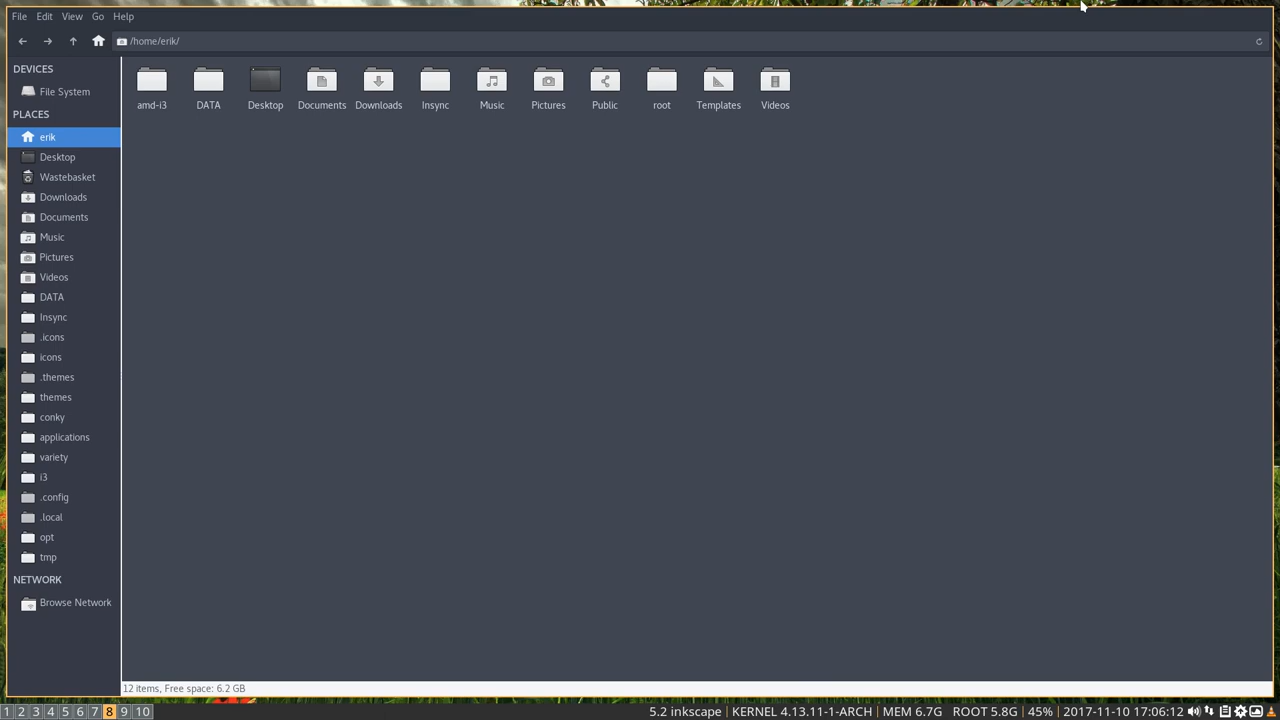 File Edit View Go Help
/home/erik/
DEVICES
File System
PLACES
erik
Desktop
Wastebasket
Downloads
Documents
Music
Pictures
Videos
DATA
Insync
.icons
icons
.themes
themes
conky
applications
variety
i3
.config
.local
opt
tmp
NETWORK
Browse Network
amd-i3 DATA Desktop Documents Downloads Insync Music Pictures Public root Templates Videos
12 items, Free space: 6.2 GB
1 2 3 4 5 6 7 8 9 10 5.2 inkscape | KERNEL 4.13.11-1-ARCH | MEM 6.7G ROOT 5.8G | 45% | 2017-11-10 17:06:12